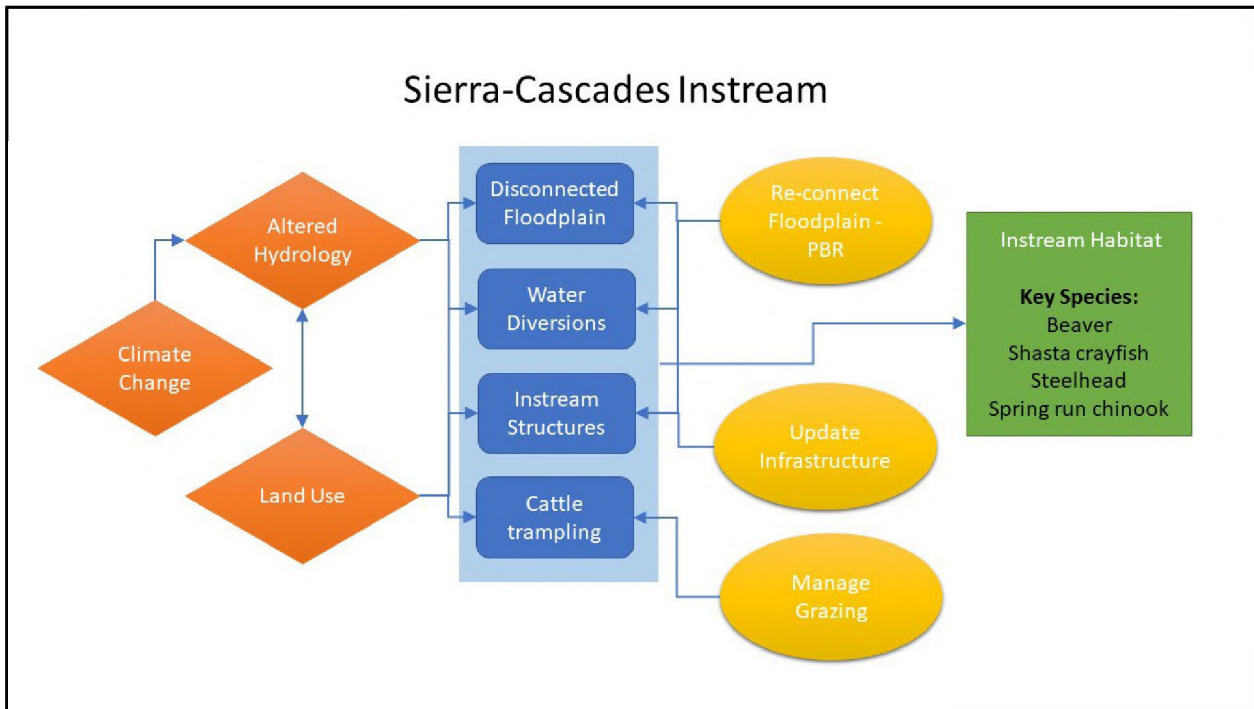 Sierra-Cascades Instream
Altered
Hydrology
Climate
Change
Land Use
Disconnected
Floodplain
Water
Diversions
Instream
Structures
Cattle
trampling
Re-connect
Floodplain -
PBR
Update
Infrastructure
Manage
Grazing
Instream Habitat
Key Species:
Beaver
Shasta crayfish
Steelhead
Spring run chinook